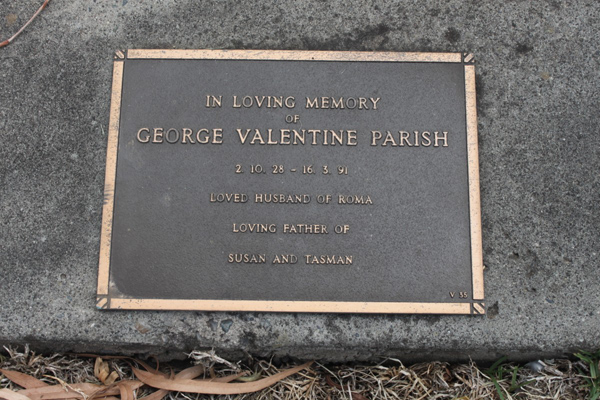 IN LOVING MEMORY
OF
GEORGE VALENTINE PARISH
2. 10. 28 - 16. 3. 91
LOVED HUSBAND OF ROMA
LOVING FATHER OF
SUSAN AND TASMAN
V 35